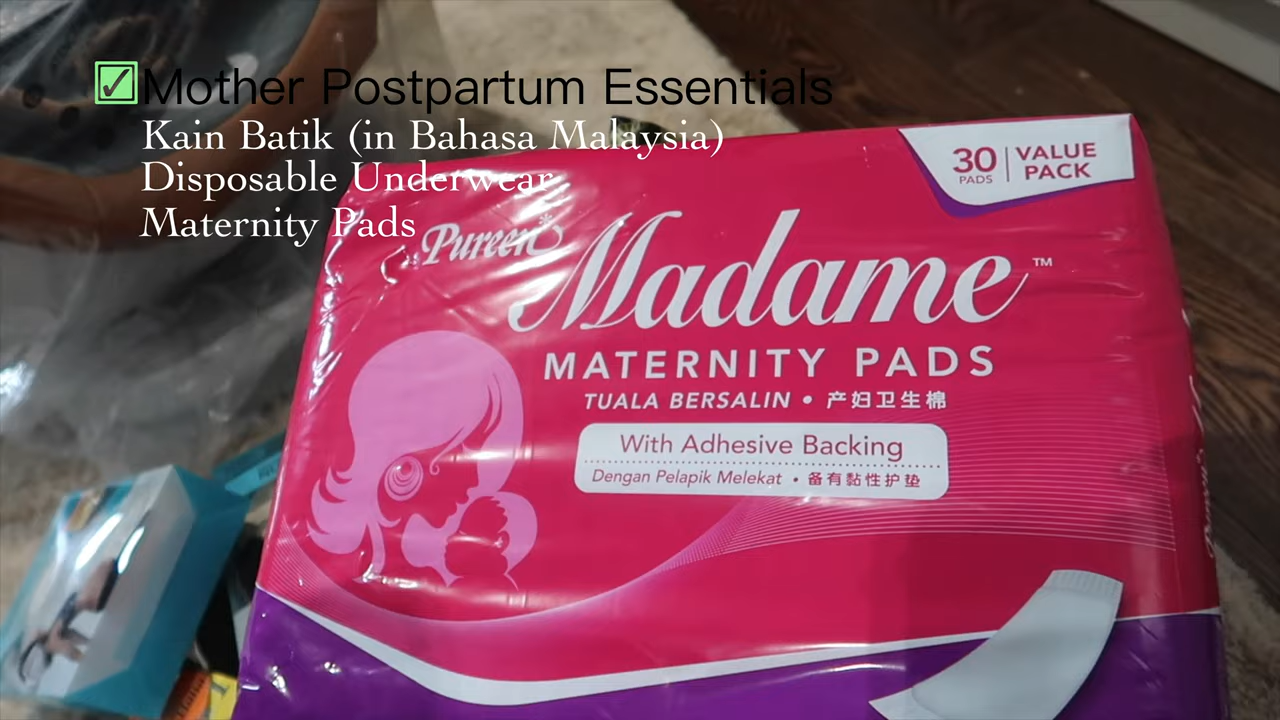 Mother Postpartum Essentials
Kain Batik (in Bahasa Malaysia)
Disposable Underwear
Maternity Pads
30 PADS | VALUE PACK
Pureen
Madame™
MATERNITY PADS
TUALA BERSALIN • 产妇卫生棉
With Adhesive Backing
Dengan Pelapik Melekat • 备有黏性护垫